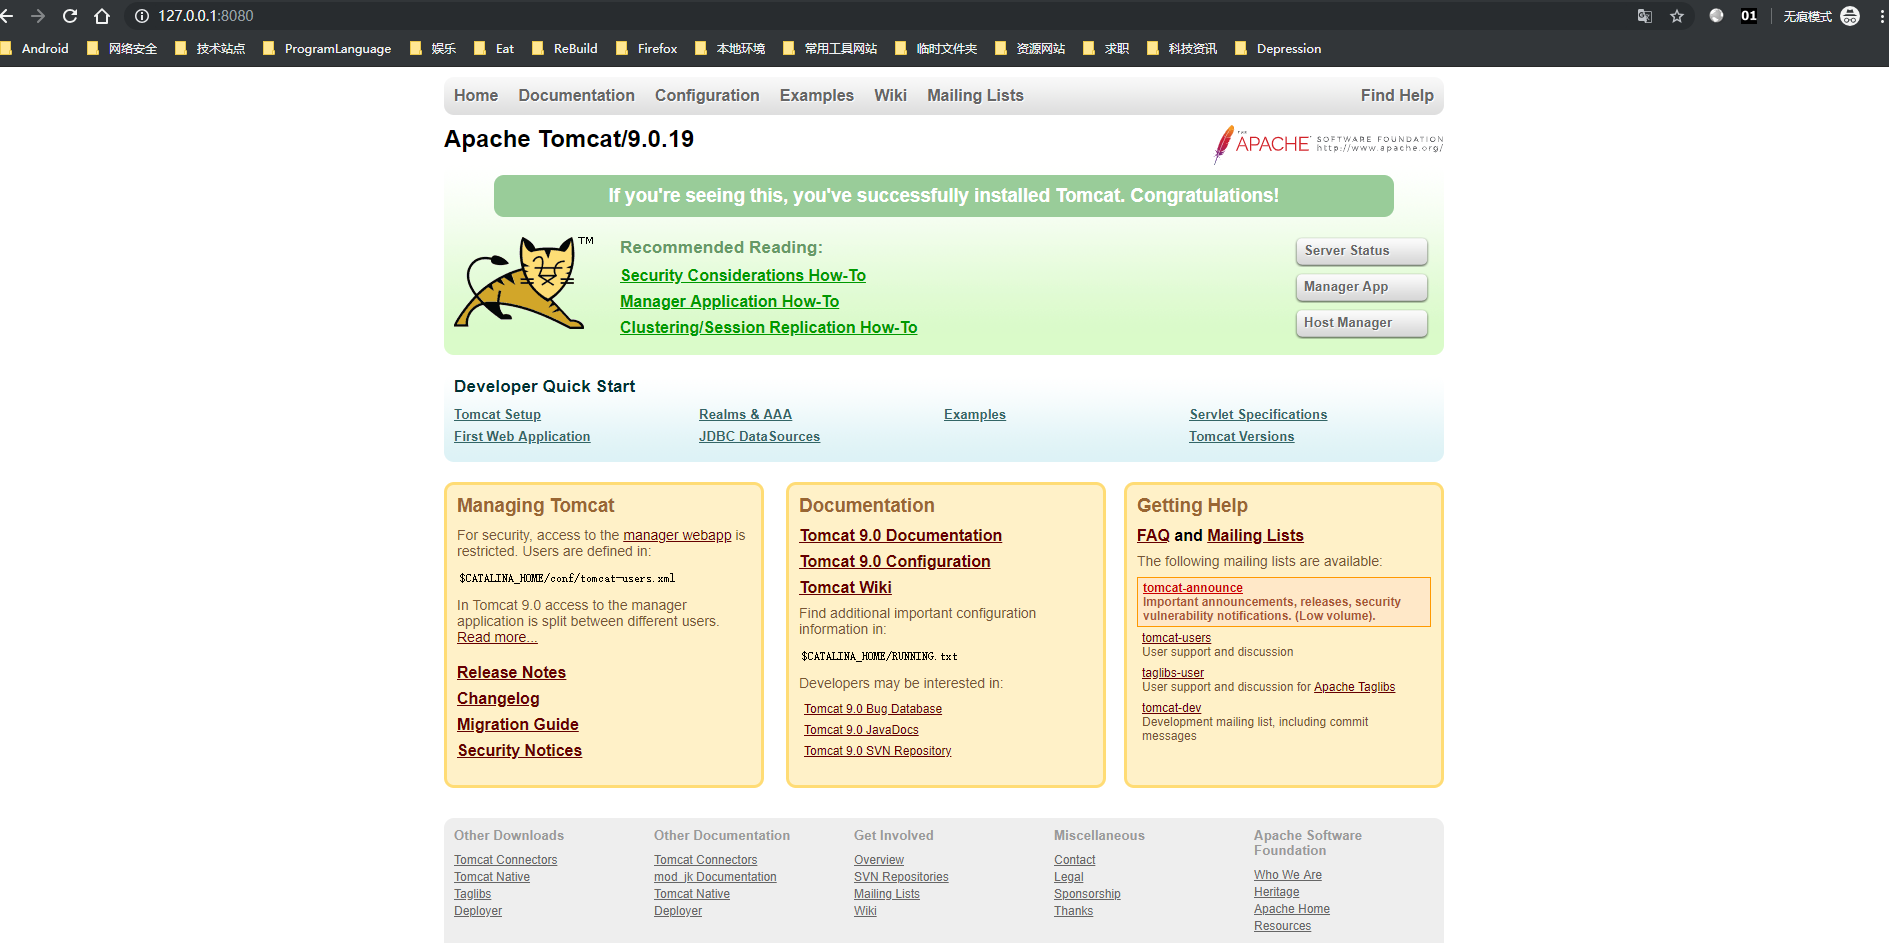 127.0.0.1:8080
01
无痕模式
Android 网络安全 技术站点 ProgramLanguage 娱乐 Eat ReBuild Firefox 本地环境 常用工具网站 临时文件夹 资源网站 求职 科技资讯 Depression
Home Documentation Configuration Examples Wiki Mailing Lists Find Help
Apache Tomcat/9.0.19
THE APACHE SOFTWARE FOUNDATION
http://www.apache.org/
If you're seeing this, you've successfully installed Tomcat. Congratulations!
TM
Recommended Reading:
Security Considerations How-To
Manager Application How-To
Clustering/Session Replication How-To
Server Status
Manager App
Host Manager
Developer Quick Start
Tomcat Setup
First Web Application
Realms & AAA
JDBC DataSources
Examples
Servlet Specifications
Tomcat Versions
Managing Tomcat
For security, access to the manager webapp is
restricted. Users are defined in:
$CATALINA_HOME/conf/tomcat-users.xml
In Tomcat 9.0 access to the manager
application is split between different users.
Read more...
Release Notes
Changelog
Migration Guide
Security Notices
Documentation
Tomcat 9.0 Documentation
Tomcat 9.0 Configuration
Tomcat Wiki
Find additional important configuration
information in:
$CATALINA_HOME/RUNNING.txt
Developers may be interested in:
Tomcat 9.0 Bug Database
Tomcat 9.0 JavaDocs
Tomcat 9.0 SVN Repository
Getting Help
FAQ and Mailing Lists
The following mailing lists are available:
tomcat-announce
Important announcements, releases, security
vulnerability notifications. (Low volume).
tomcat-users
User support and discussion
taglibs-user
User support and discussion for Apache Taglibs
tomcat-dev
Development mailing list, including commit
messages
Other Downloads
Tomcat Connectors
Tomcat Native
Taglibs
Deployer
Other Documentation
Tomcat Connectors
mod_jk Documentation
Tomcat Native
Deployer
Get Involved
Overview
SVN Repositories
Mailing Lists
Wiki
Miscellaneous
Contact
Legal
Sponsorship
Thanks
Apache Software
Foundation
Who We Are
Heritage
Apache Home
Resources